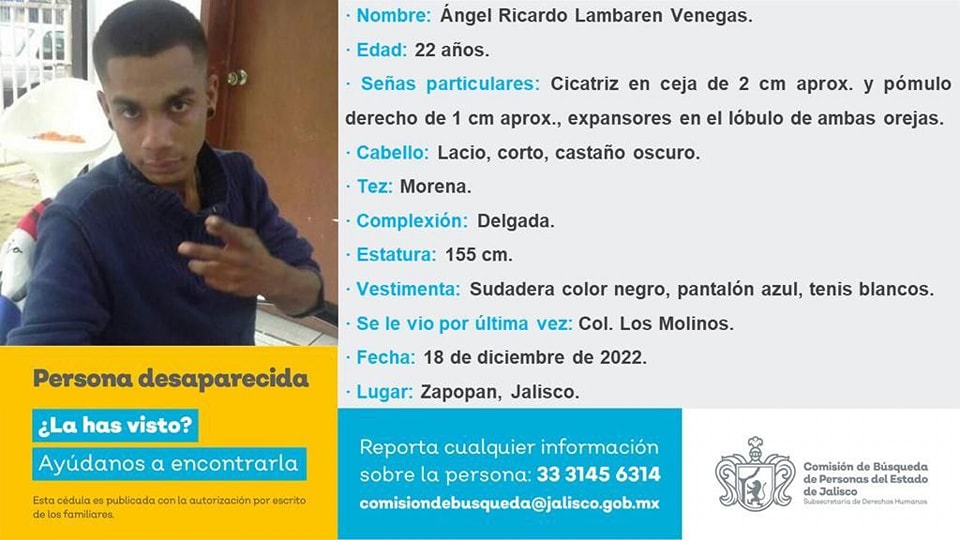 · Nombre: Ángel Ricardo Lambaren Venegas.
· Edad: 22 años.
· Señas particulares: Cicatriz en ceja de 2 cm aprox. y pómulo
derecho de 1 cm aprox., expansores en el lóbulo de ambas orejas.
· Cabello: Lacio, corto, castaño oscuro.
· Tez: Morena.
· Complexión: Delgada.
· Estatura: 155 cm.
· Vestimenta: Sudadera color negro, pantalón azul, tenis blancos.
· Se le vio por última vez: Col. Los Molinos.
· Fecha: 18 de diciembre de 2022.
· Lugar: Zapopan, Jalisco.
Persona desaparecida
¿La has visto?
Ayúdanos a encontrarla
Esta cédula es publicada con la autorización por escrito
de los familiares.
Reporta cualquier información
sobre la persona: 33 3145 6314
comisiondebusqueda@jalisco.gob.mx
Comisión de Búsqueda
de Personas del Estado
de Jalisco
Subsecretaría de Derechos Humanos